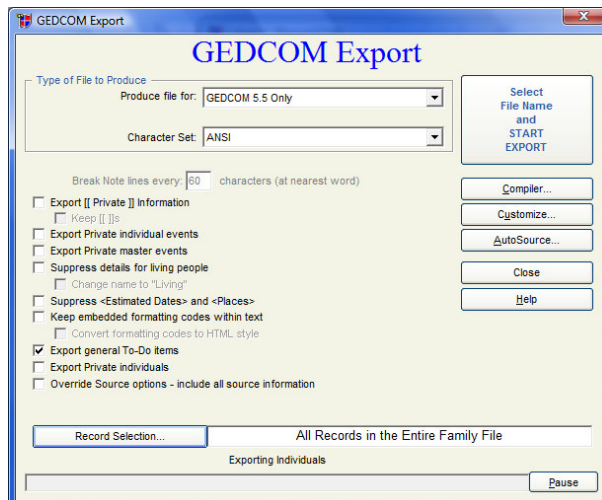 GEDCOM Export
GEDCOM Export
Type of File to Produce
Produce file for: GEDCOM 5.5 Only
Character Set: ANSI
Select
File Name
and
START
EXPORT
Break Note lines every: 60 characters (at nearest word)
Export [[ Private ]] Information
Keep [[ ]]s
Export Private individual events
Export Private master events
Suppress details for living people
Change name to "Living"
Suppress <Estimated Dates> and <Places>
Keep embedded formatting codes within text
Convert formatting codes to HTML style
Export general To-Do items
Export Private individuals
Override Source options - include all source information
Compiler...
Customize...
AutoSource...
Close
Help
Record Selection... All Records in the Entire Family File
Exporting Individuals
Pause